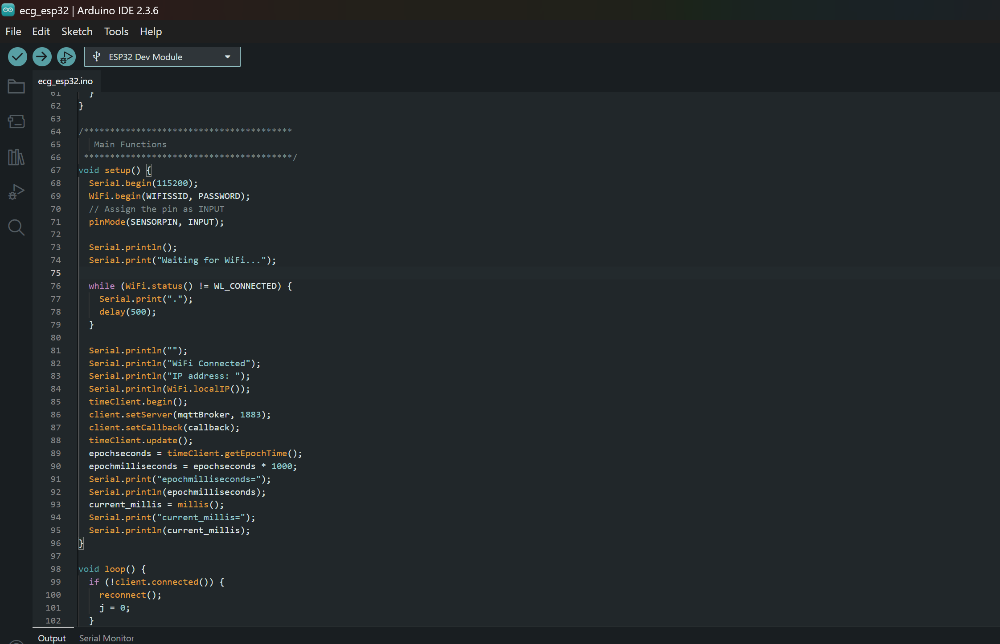 ecg_esp32 | Arduino IDE 2.3.6
File Edit Sketch Tools Help
ESP32 Dev Module
ecg_esp32.ino
61 }
62 }
63
64 /****************************************
65 Main Functions
66 ****************************************/
67 void setup() {
68 Serial.begin(115200);
69 WiFi.begin(WIFISSID, PASSWORD);
70 // Assign the pin as INPUT
71 pinMode(SENSORPIN, INPUT);
72
73 Serial.println();
74 Serial.print("Waiting for WiFi...");
75
76 while (WiFi.status() != WL_CONNECTED) {
77 Serial.print(".");
78 delay(500);
79 }
80
81 Serial.println("");
82 Serial.println("WiFi Connected");
83 Serial.println("IP address: ");
84 Serial.println(WiFi.localIP());
85 timeClient.begin();
86 client.setServer(mqttBroker, 1883);
87 client.setCallback(callback);
88 timeClient.update();
89 epochseconds = timeClient.getEpochTime();
90 epochmilliseconds = epochseconds * 1000;
91 Serial.print("epochmilliseconds=");
92 Serial.println(epochmilliseconds);
93 current_millis = millis();
94 Serial.print("current_millis=");
95 Serial.println(current_millis);
96 }
97
98 void loop() {
99 if (!client.connected()) {
100 reconnect();
101 j = 0;
102 }
Output Serial Monitor